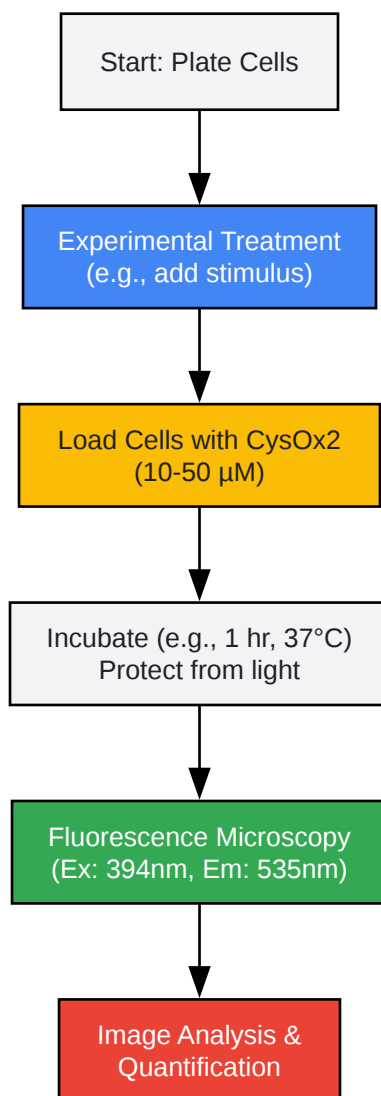 Start: Plate Cells
Experimental Treatment
(e.g., add stimulus)
Load Cells with CysOx2
(10-50 µM)
Incubate (e.g., 1 hr, 37°C)
Protect from light
Fluorescence Microscopy
(Ex: 394nm, Em: 535nm)
Image Analysis &
Quantification